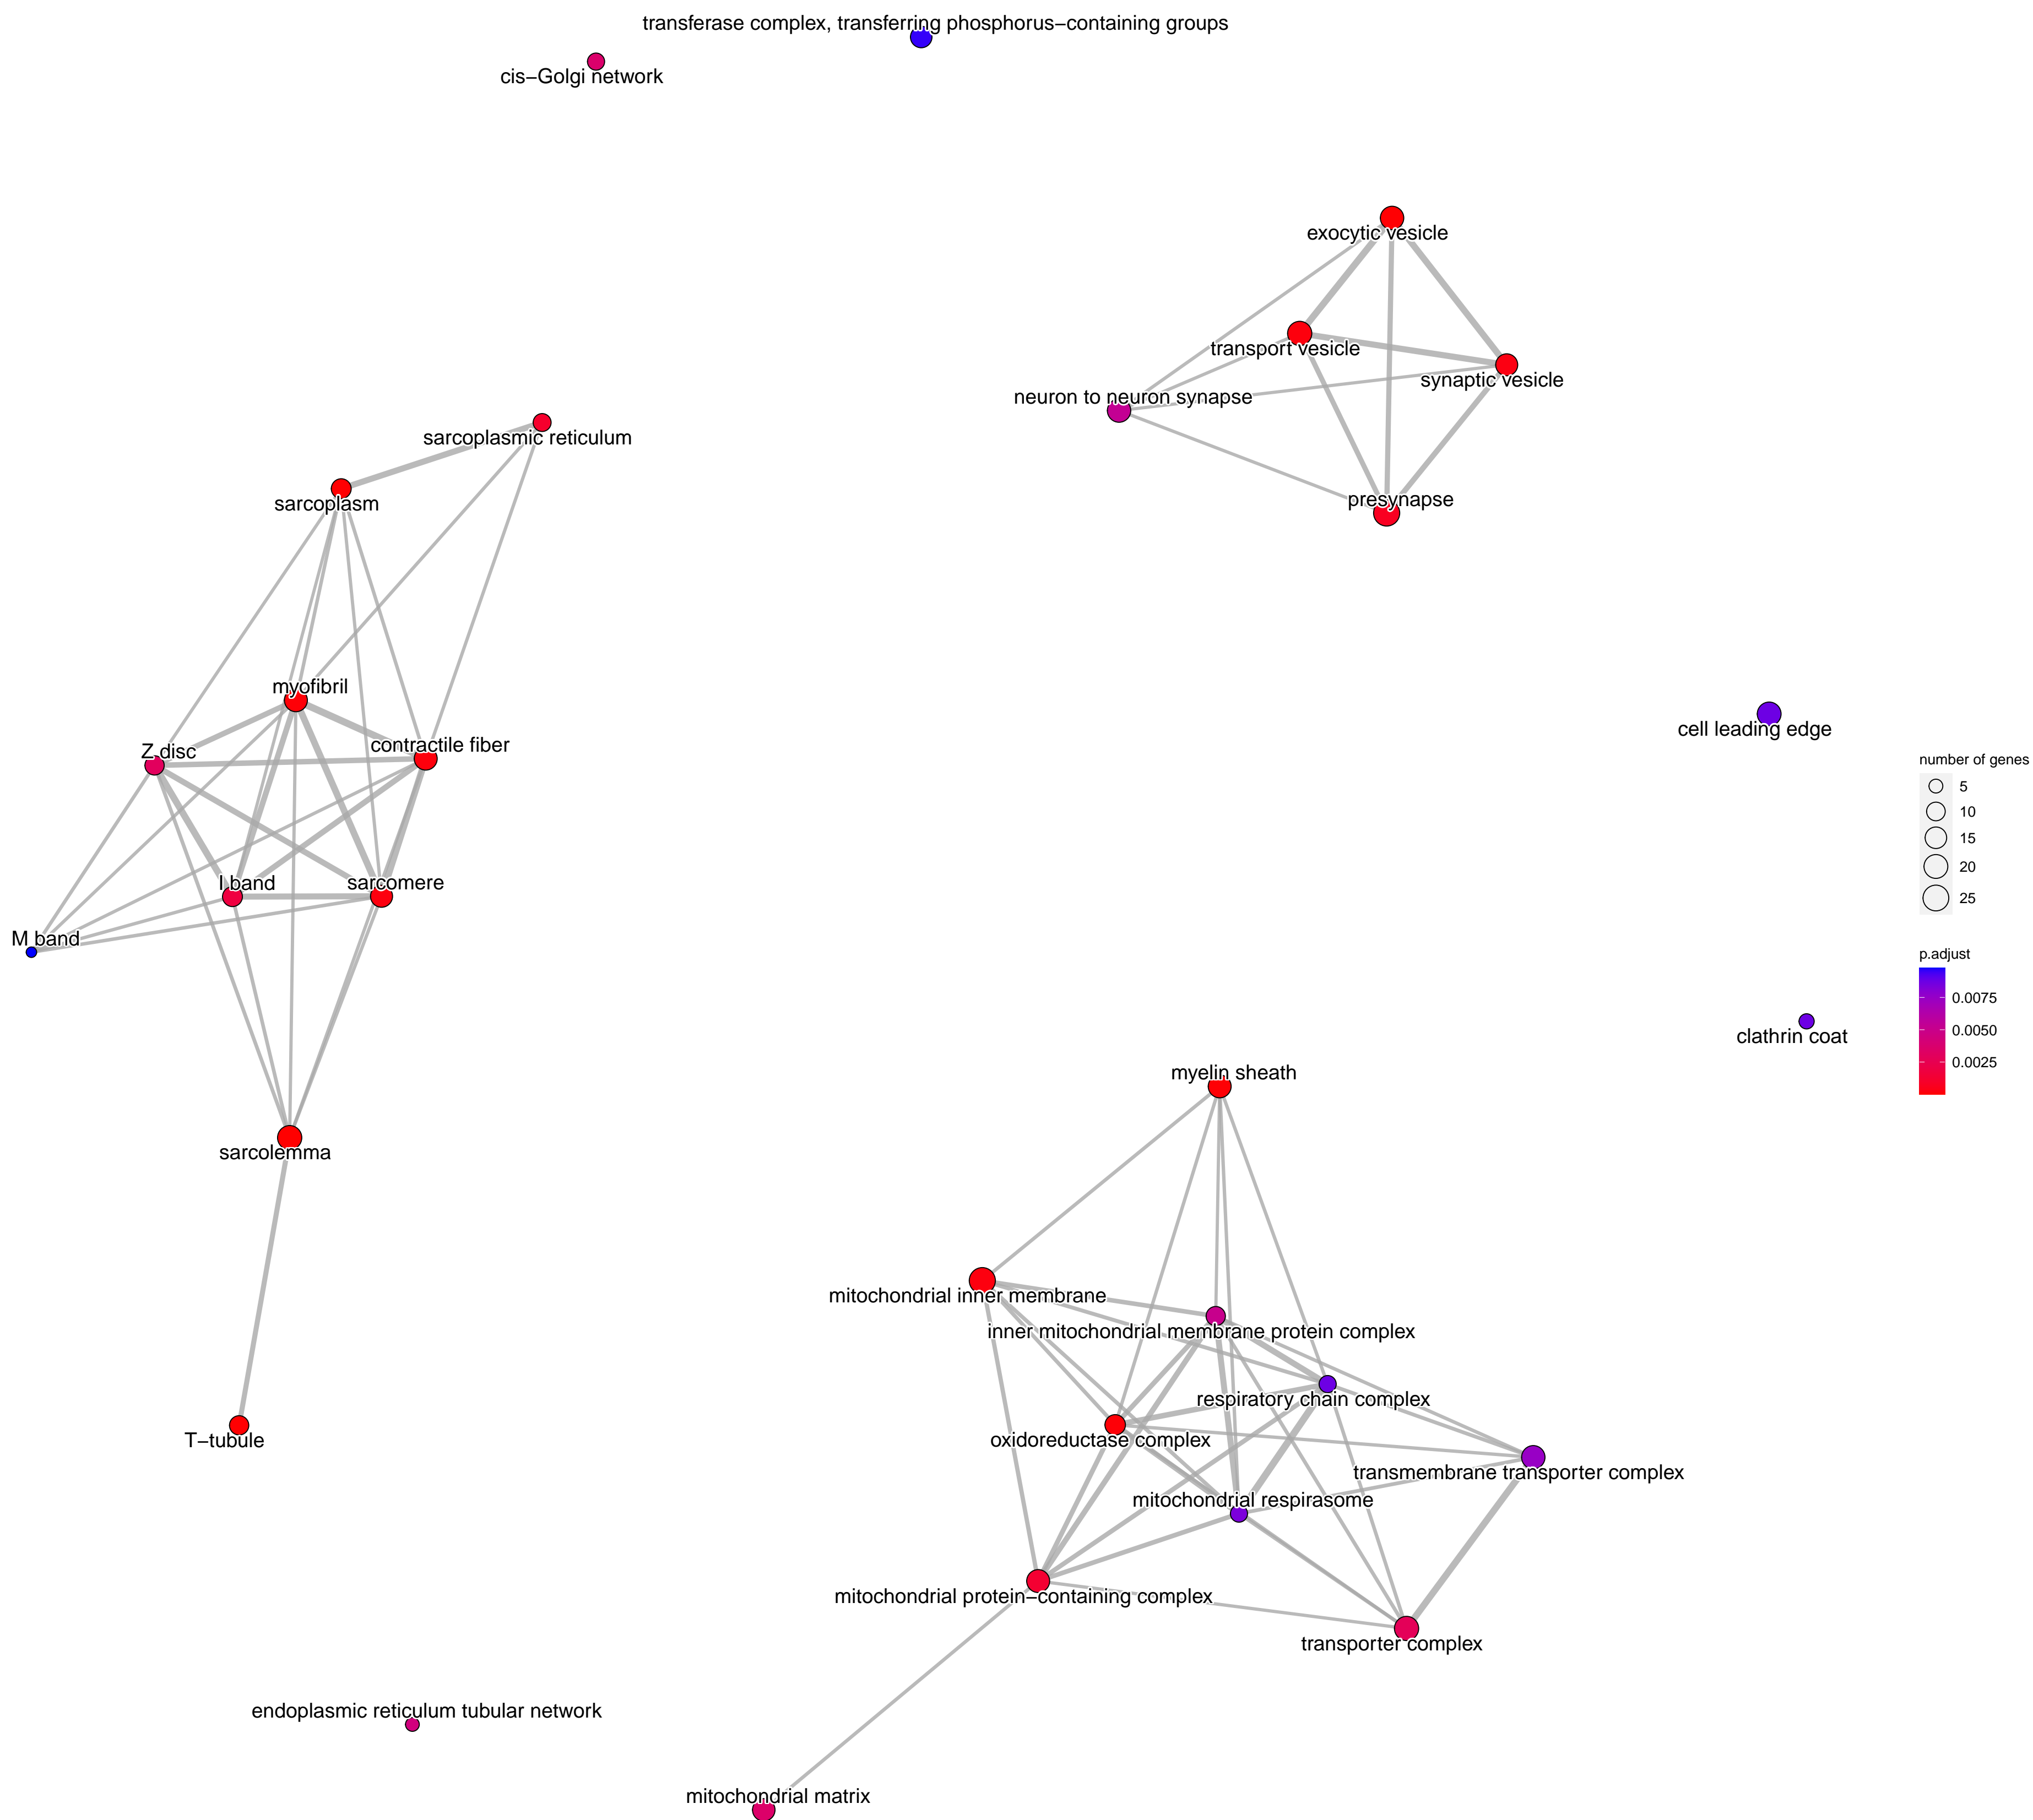 transferase complex, transferring phosphorus−containing groups
cis−Golgi network
exocytic vesicle
transport vesicle
synaptic vesicle
neuron to neuron synapse
sarcoplasmic reticulum
presynapse
sarcoplasm
myofibril
cell leading edge
Z disc
contractile fiber
number of genes
5
10
15
20
25
I band
sarcomere
M band
p.adjust
0.0075
0.0050
0.0025
clathrin coat
myelin sheath
sarcolemma
mitochondrial inner membrane
inner mitochondrial membrane protein complex
respiratory chain complex
T−tubule
oxidoreductase complex
transmembrane transporter complex
mitochondrial respirasome
mitochondrial protein−containing complex
transporter complex
endoplasmic reticulum tubular network
mitochondrial matrix